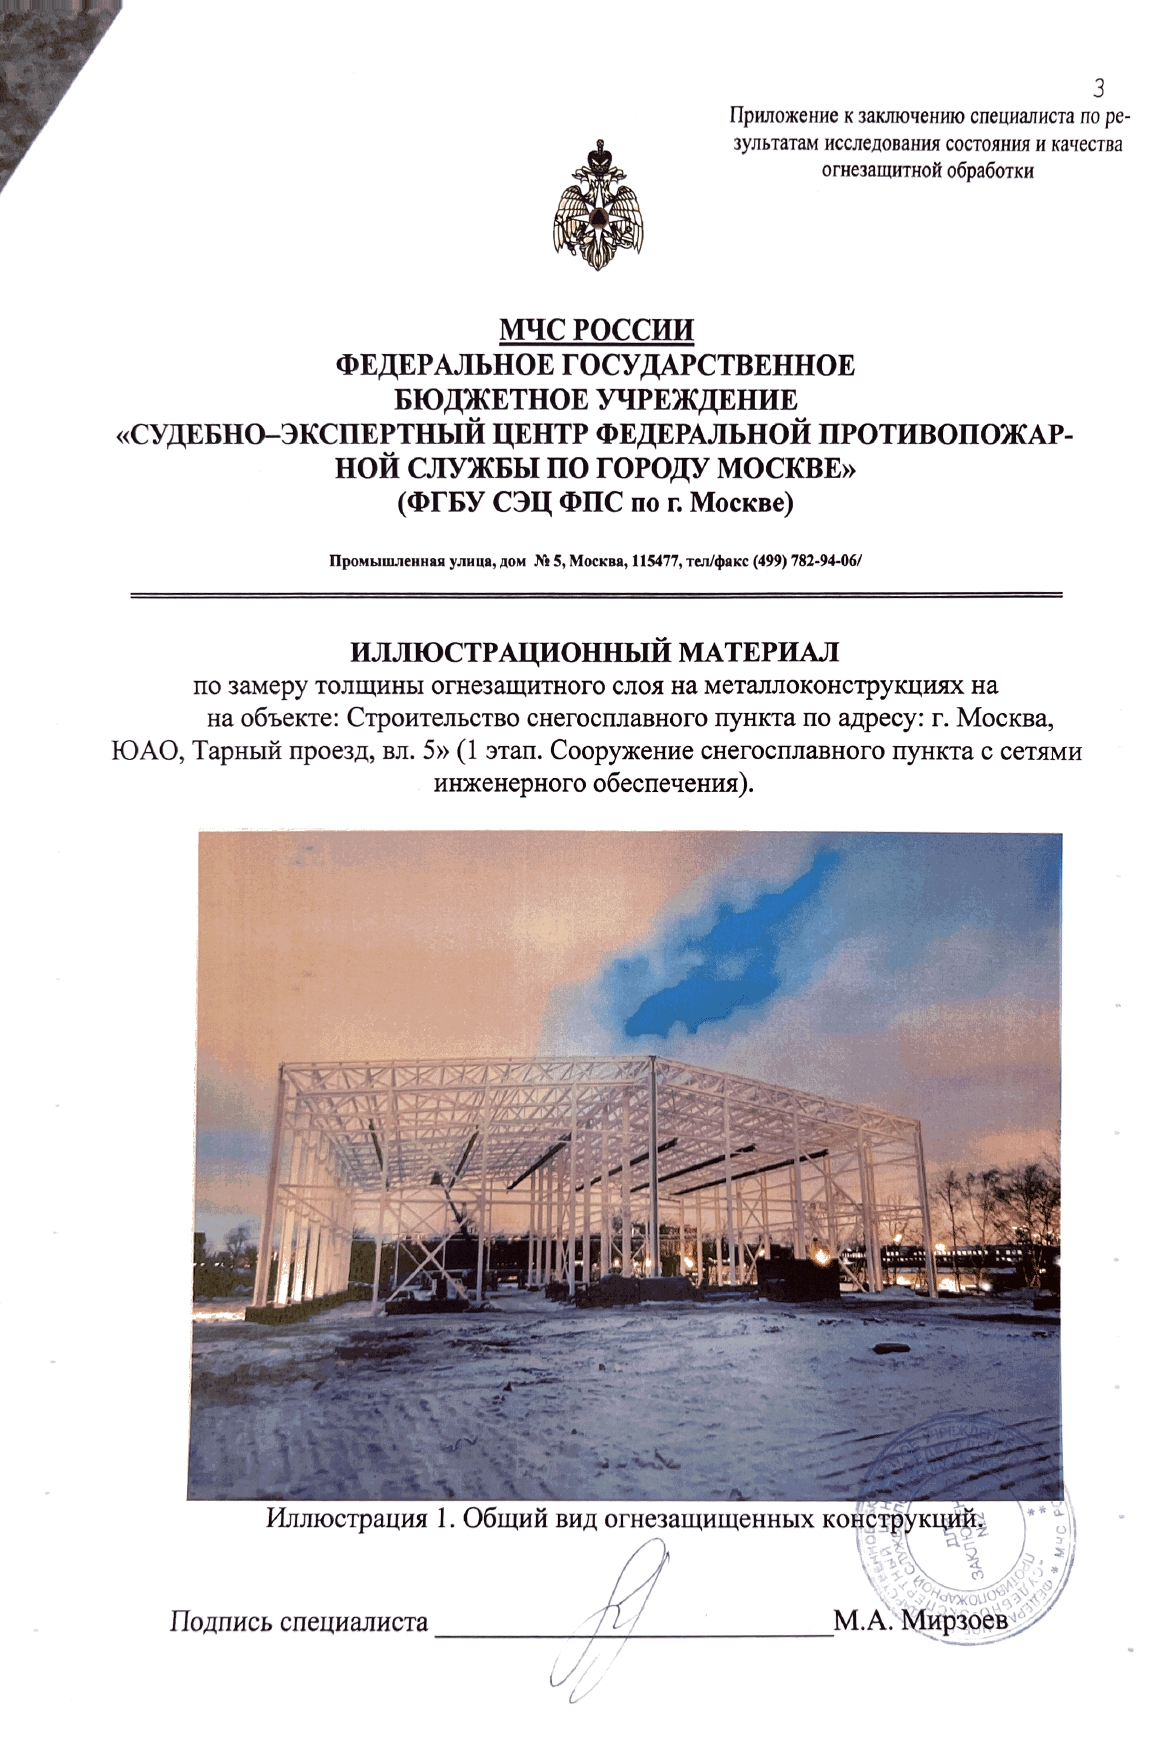 3
Приложение к заключению специалиста по ре-
зультатам исследования состояния и качества
огнезащитной обработки
МЧС РОССИИ
ФЕДЕРАЛЬНОЕ ГОСУДАРСТВЕННОЕ
БЮДЖЕТНОЕ УЧРЕЖДЕНИЕ
«СУДЕБНО–ЭКСПЕРТНЫЙ ЦЕНТР ФЕДЕРАЛЬНОЙ ПРОТИВОПОЖАР-
НОЙ СЛУЖБЫ ПО ГОРОДУ МОСКВЕ»
(ФГБУ СЭЦ ФПС по г. Москве)
Промышленная улица, дом № 5, Москва, 115477, тел/факс (499) 782-94-06/
ИЛЛЮСТРАЦИОННЫЙ МАТЕРИАЛ
по замеру толщины огнезащитного слоя на металлоконструкциях на
на объекте: Строительство снегосплавного пункта по адресу: г. Москва,
ЮАО, Тарный проезд, вл. 5» (1 этап. Сооружение снегосплавного пункта с сетями
инженерного обеспечения).
Иллюстрация 1. Общий вид огнезащищенных конструкций.
Подпись специалиста М.А. Мирзоев